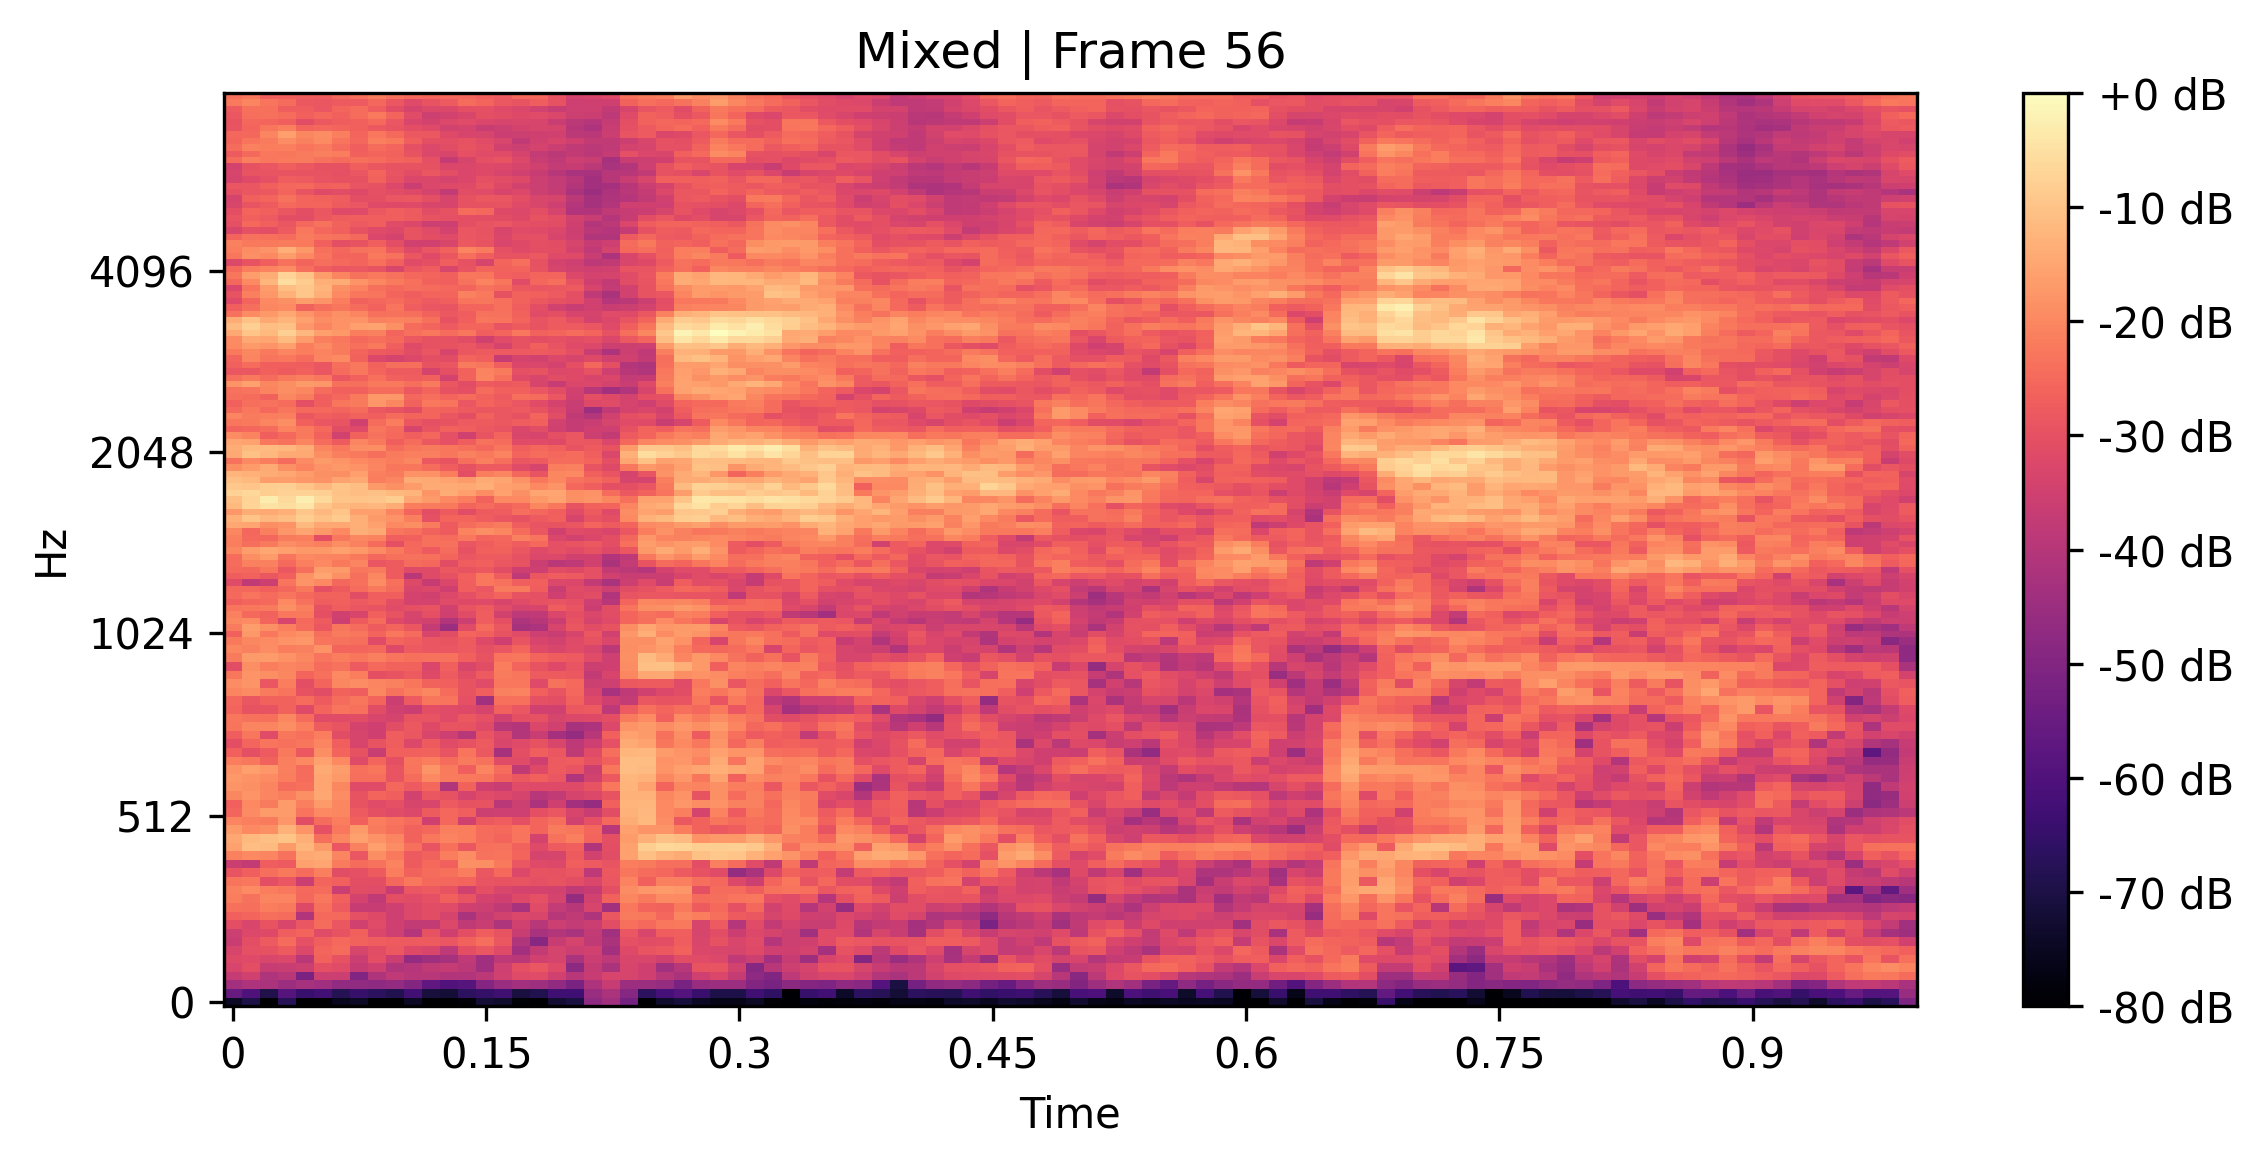 Mixed | Frame 56
+0 dB
-10 dB
-20 dB
-30 dB
-40 dB
-50 dB
-60 dB
-70 dB
-80 dB
Hz
4096
2048
1024
512
0
0 0.15 0.3 0.45 0.6 0.75 0.9
Time